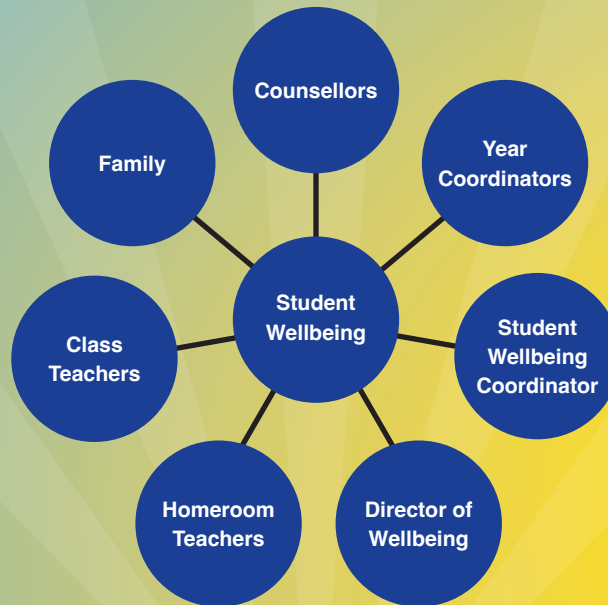 Counsellors
Family
Year
Coordinators
Student
Wellbeing
Class
Teachers
Student
Wellbeing
Coordinator
Homeroom
Teachers
Director of
Wellbeing